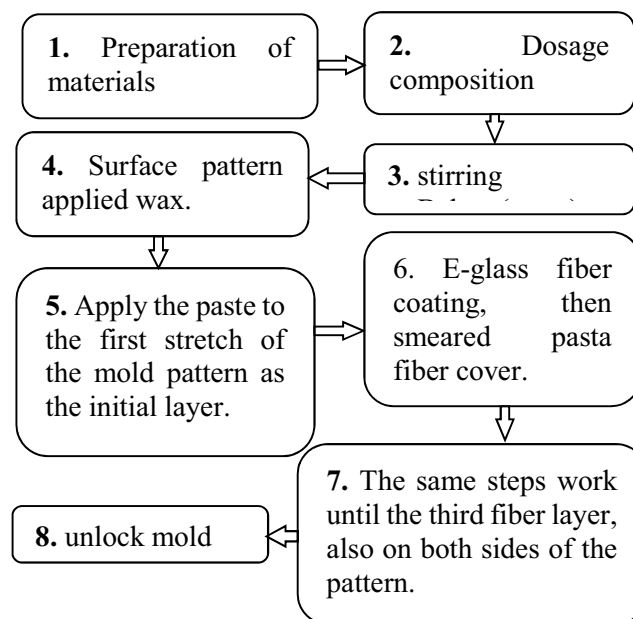 1. Preparation of
materials
2. Dosage
composition
3. stirring
4. Surface pattern
applied wax.
5. Apply the paste to
the first stretch of
the mold pattern as
the initial layer.
6. E-glass fiber
coating, then
smeared pasta
fiber cover.
7. The same steps work
until the third fiber layer,
also on both sides of the
pattern.
8. unlock mold